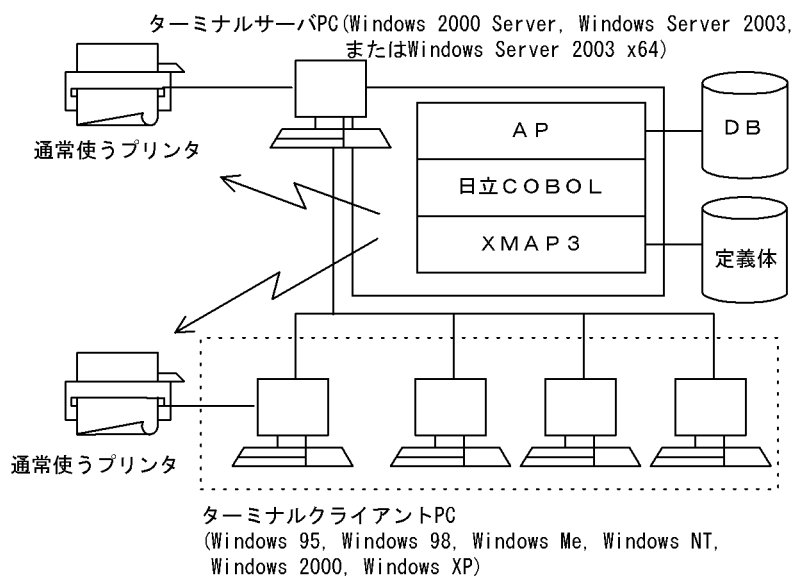 ターミナルサーバPC(Windows 2000 Server, Windows Server 2003,
またはWindows Server 2003 x64)
通常使うプリンタ
ＡＰ
ＤＢ
日立ＣＯＢＯＬ
ＸＭＡＰ３
定義体
通常使うプリンタ
ターミナルクライアントPC
(Windows 95, Windows 98, Windows Me, Windows NT,
Windows 2000, Windows XP)